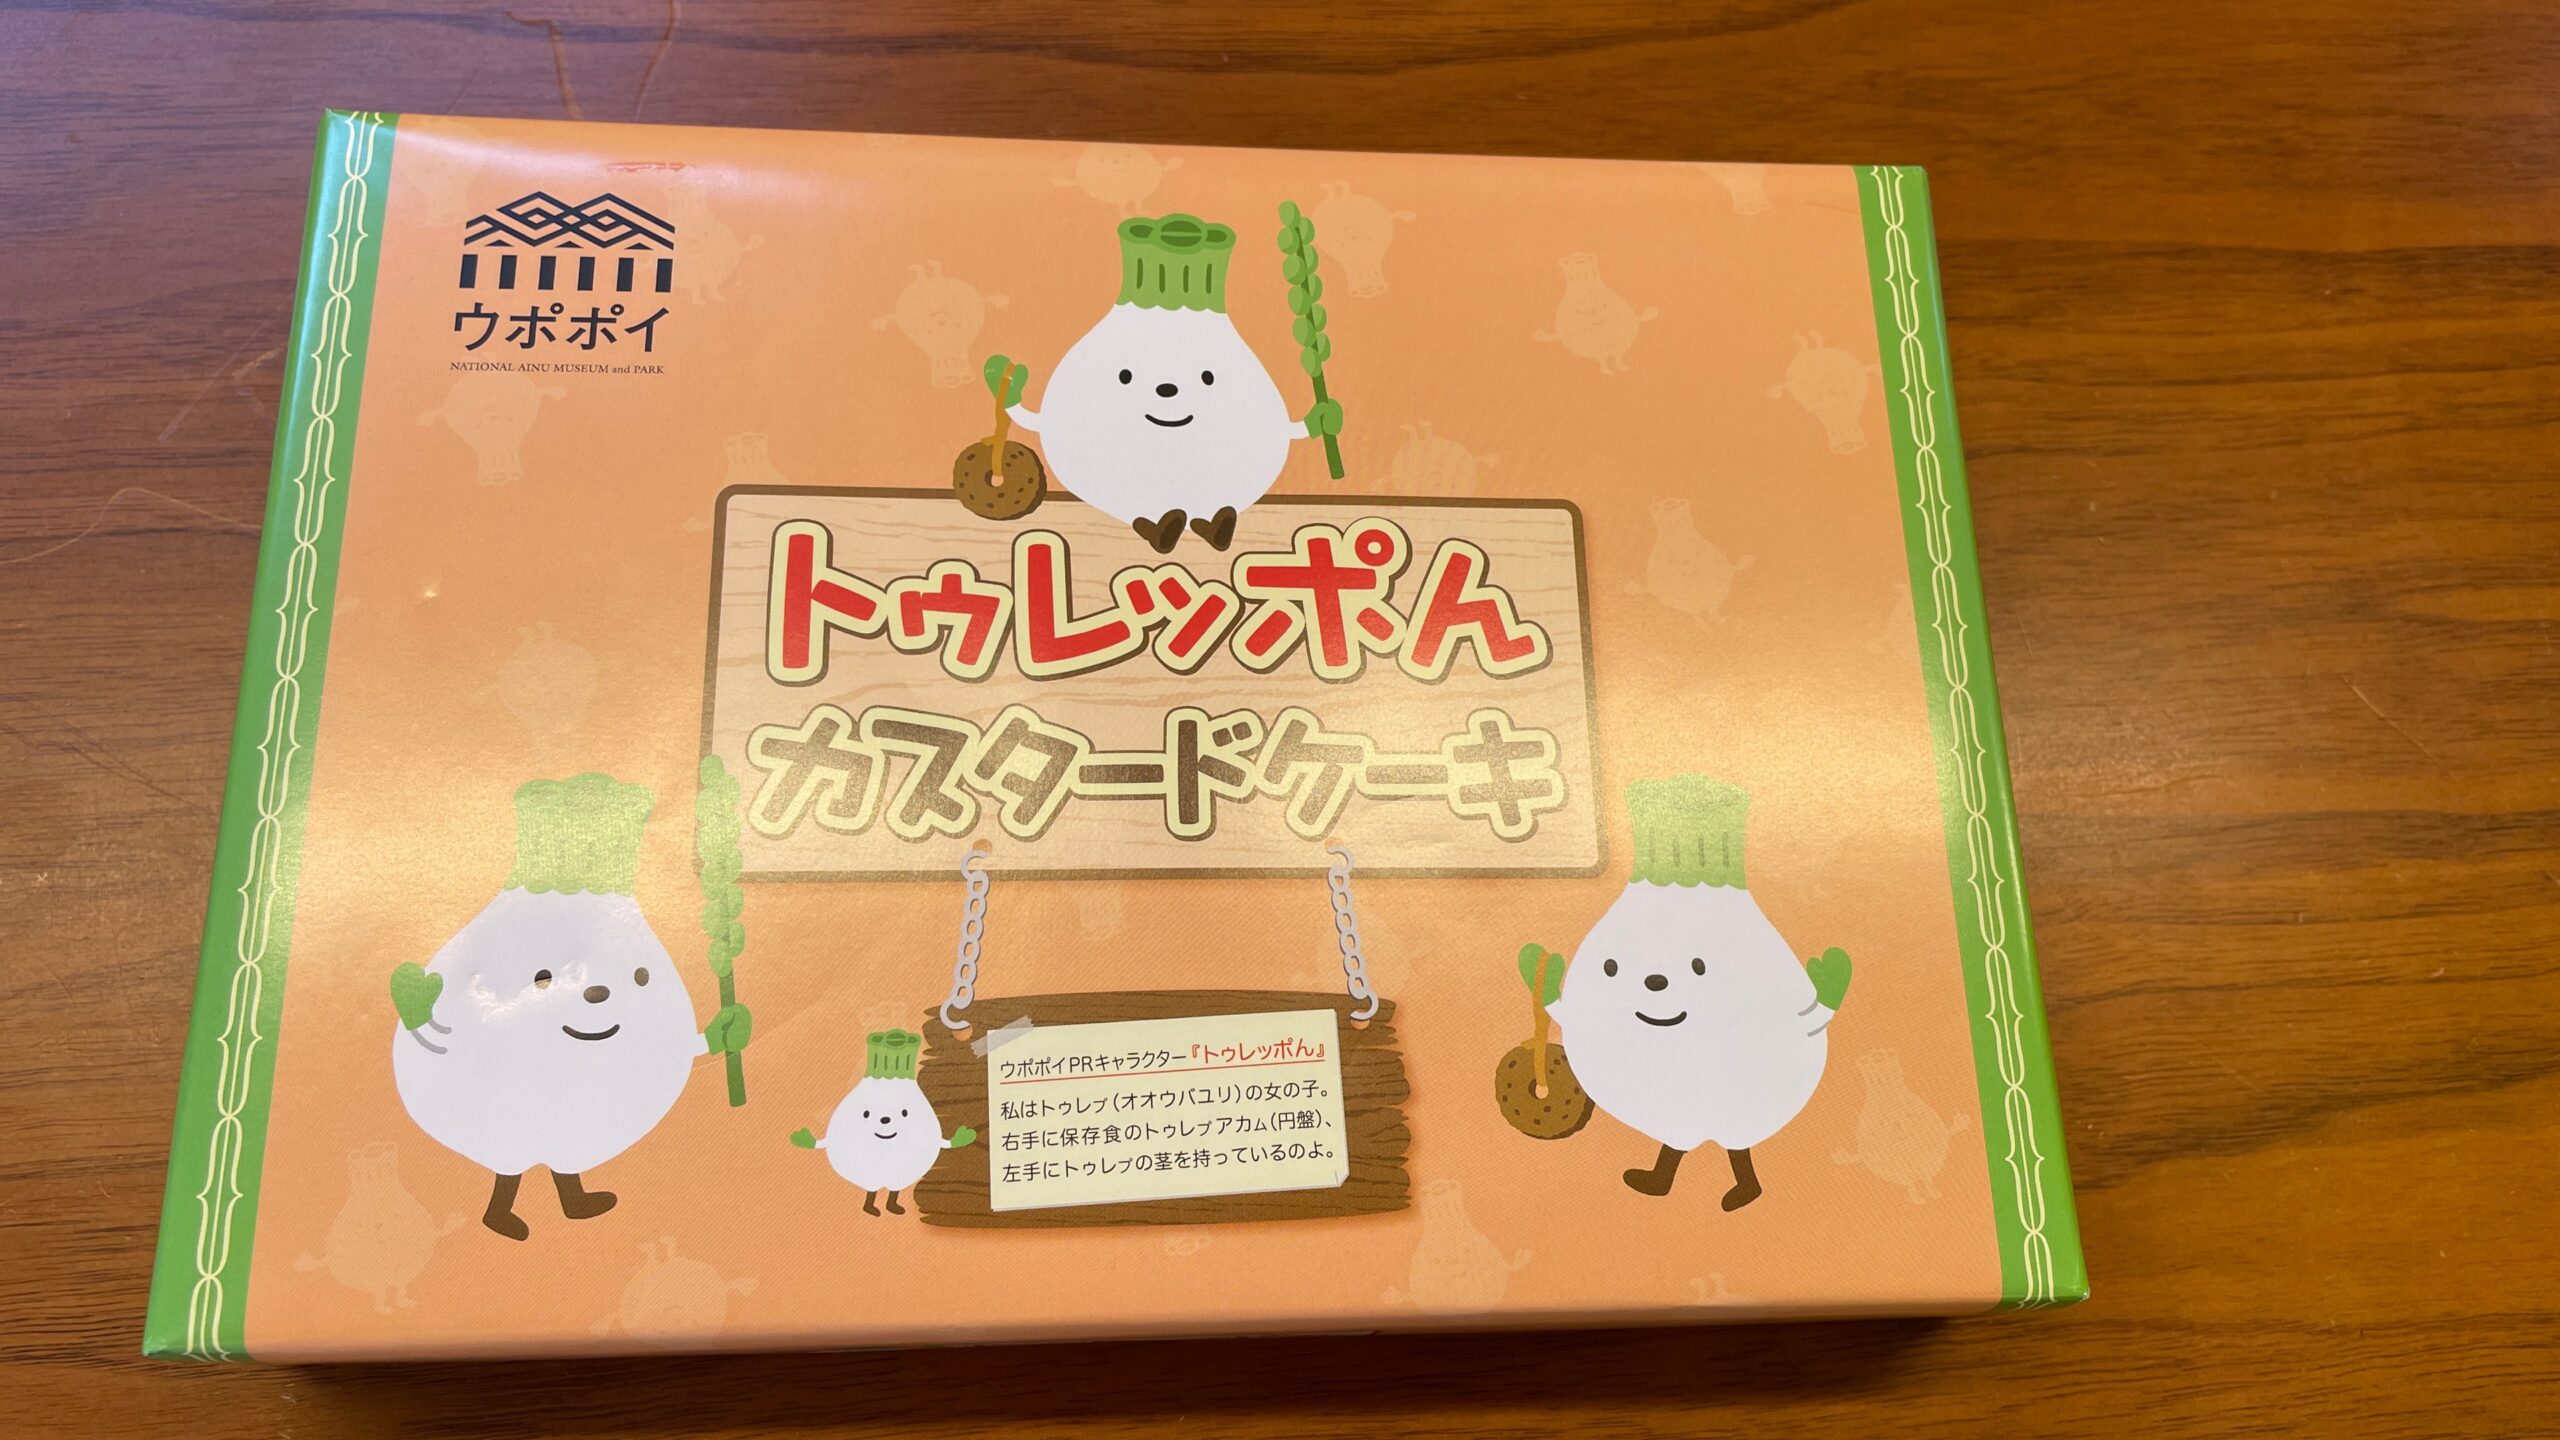 ウポポイ
NATIONAL AINU MUSEUM and PARK
トゥレッポん
カスタードケーキ
ウポポイPRキャラクター『トゥレッポん』
私はトゥレㇷ゚(オオウバユリ)の女の子。
右手に保存食のトゥレㇷ゚アカㇺ(円盤)、
左手にトゥレㇷ゚の茎を持っているのよ。